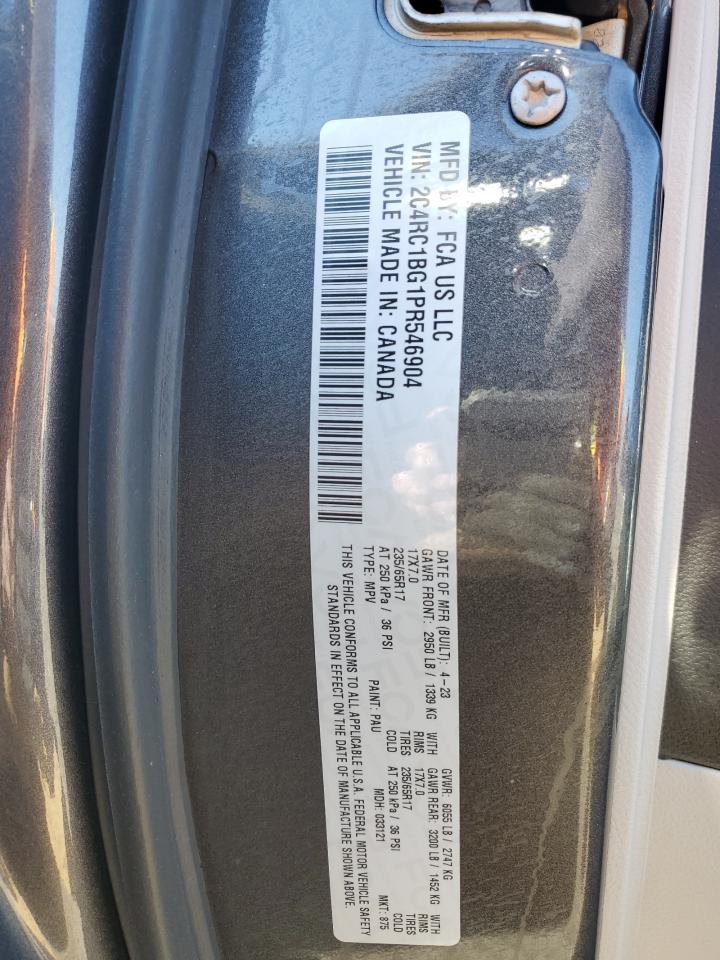 MFD BY: FCA US LLC
VIN: 2C4RC1BG1PR546904
VEHICLE MADE IN: CANADA
DATE OF MFR (BUILT): 4-23 GVWR: 6055 LB / 2747 KG
GAWR FRONT: 2950 LB / 1339 KG WITH GAWR REAR: 3200 LB / 1452 KG WITH
17X7.0 RIMS 17X7.0 RIMS
235/65R17 TIRES 235/65R17 TIRES
AT 250 kPa / 36 PSI COLD AT 250 kPa / 36 PSI COLD
TYPE: MPV PAINT: PAU MDH: 033121 MKT: 875
THIS VEHICLE CONFORMS TO ALL APPLICABLE U.S.A. FEDERAL MOTOR VEHICLE SAFETY
STANDARDS IN EFFECT ON THE DATE OF MANUFACTURE SHOWN ABOVE.